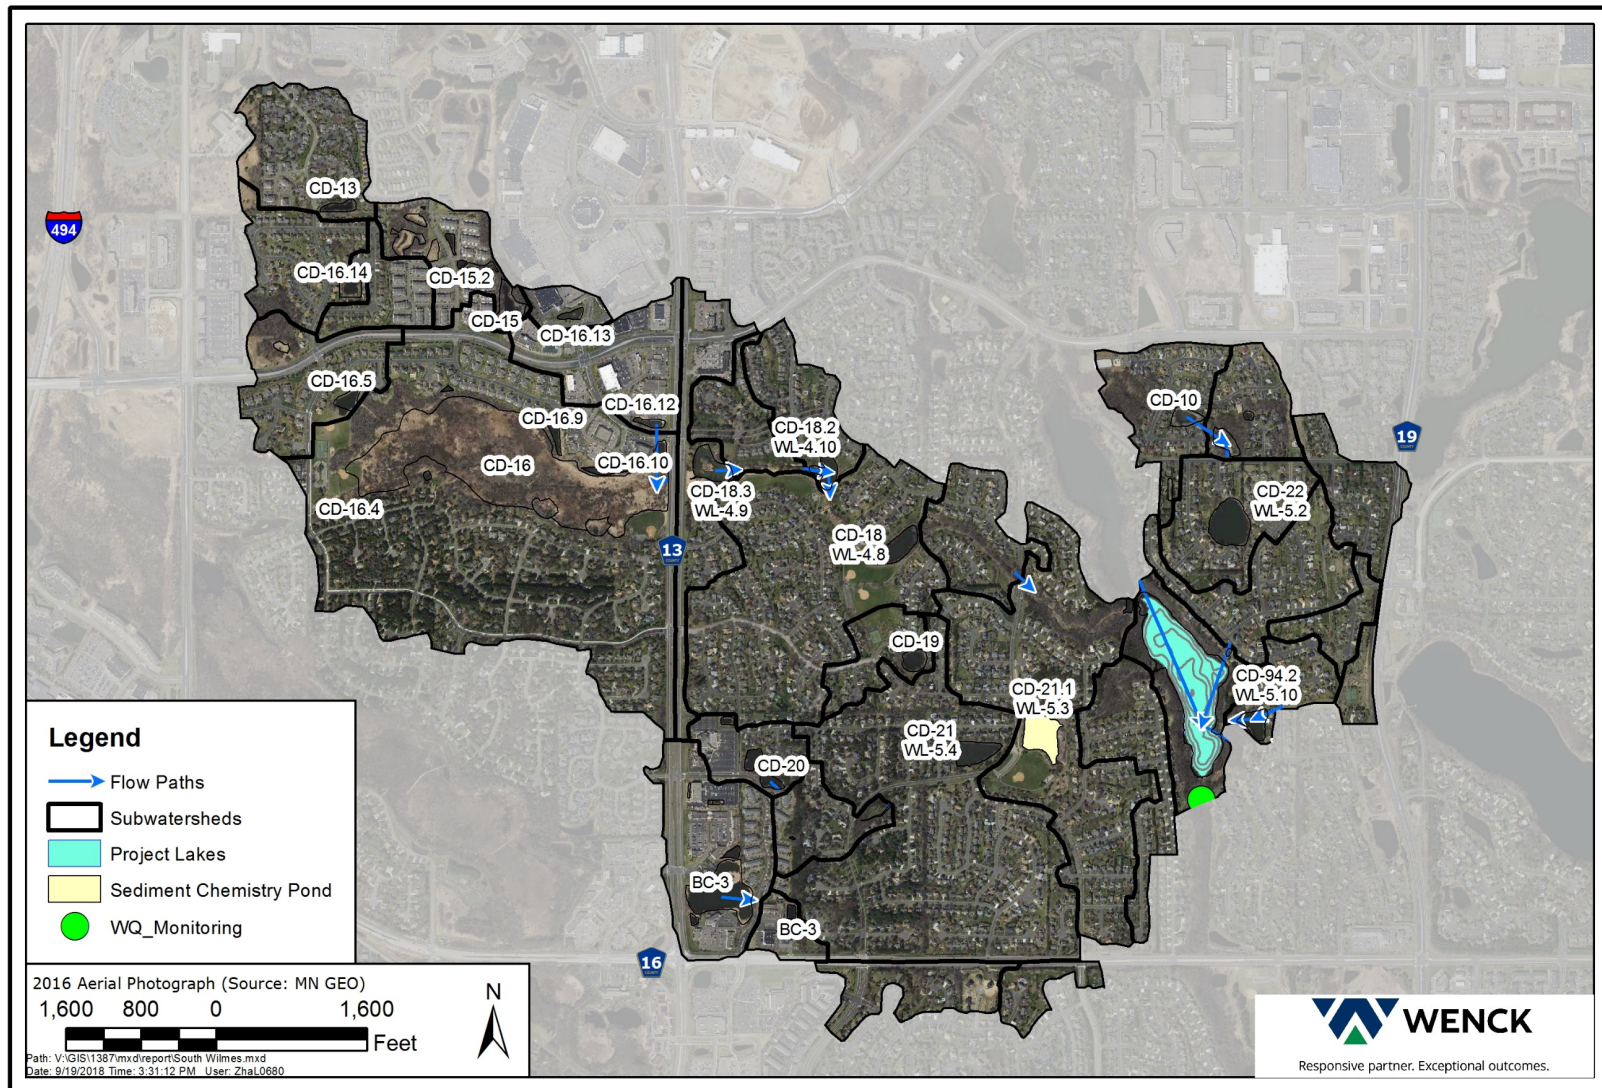 494
CD-13
CD-16.14
CD-15.2
CD-15
CD-16.13
CD-16.5
CD-16.12
CD-16.9
CD-16
CD-16.10
CD-16.4
13
COUNTY
CD-18.2
WL-4.10
CD-18.3
WL-4.9
CD-18
WL-4.8
CD-10
19
COUNTY
CD-22
WL-5.2
CD-19
CD-94.2
WL-5.10
CD-21.1
WL-5.3
CD-21
WL-5.4
CD-20
BC-3
BC-3
16
COUNTY
Legend
Flow Paths
Subwatersheds
Project Lakes
Sediment Chemistry Pond
WQ_Monitoring
2016 Aerial Photograph (Source: MN GEO)
1,600 800 0 1,600
Feet
N
Path: V:\GIS\1387\mxd\report\South Wilmes.mxd
Date: 9/19/2018 Time: 3:31:12 PM User: ZhaL0680
WENCK
Responsive partner. Exceptional outcomes.